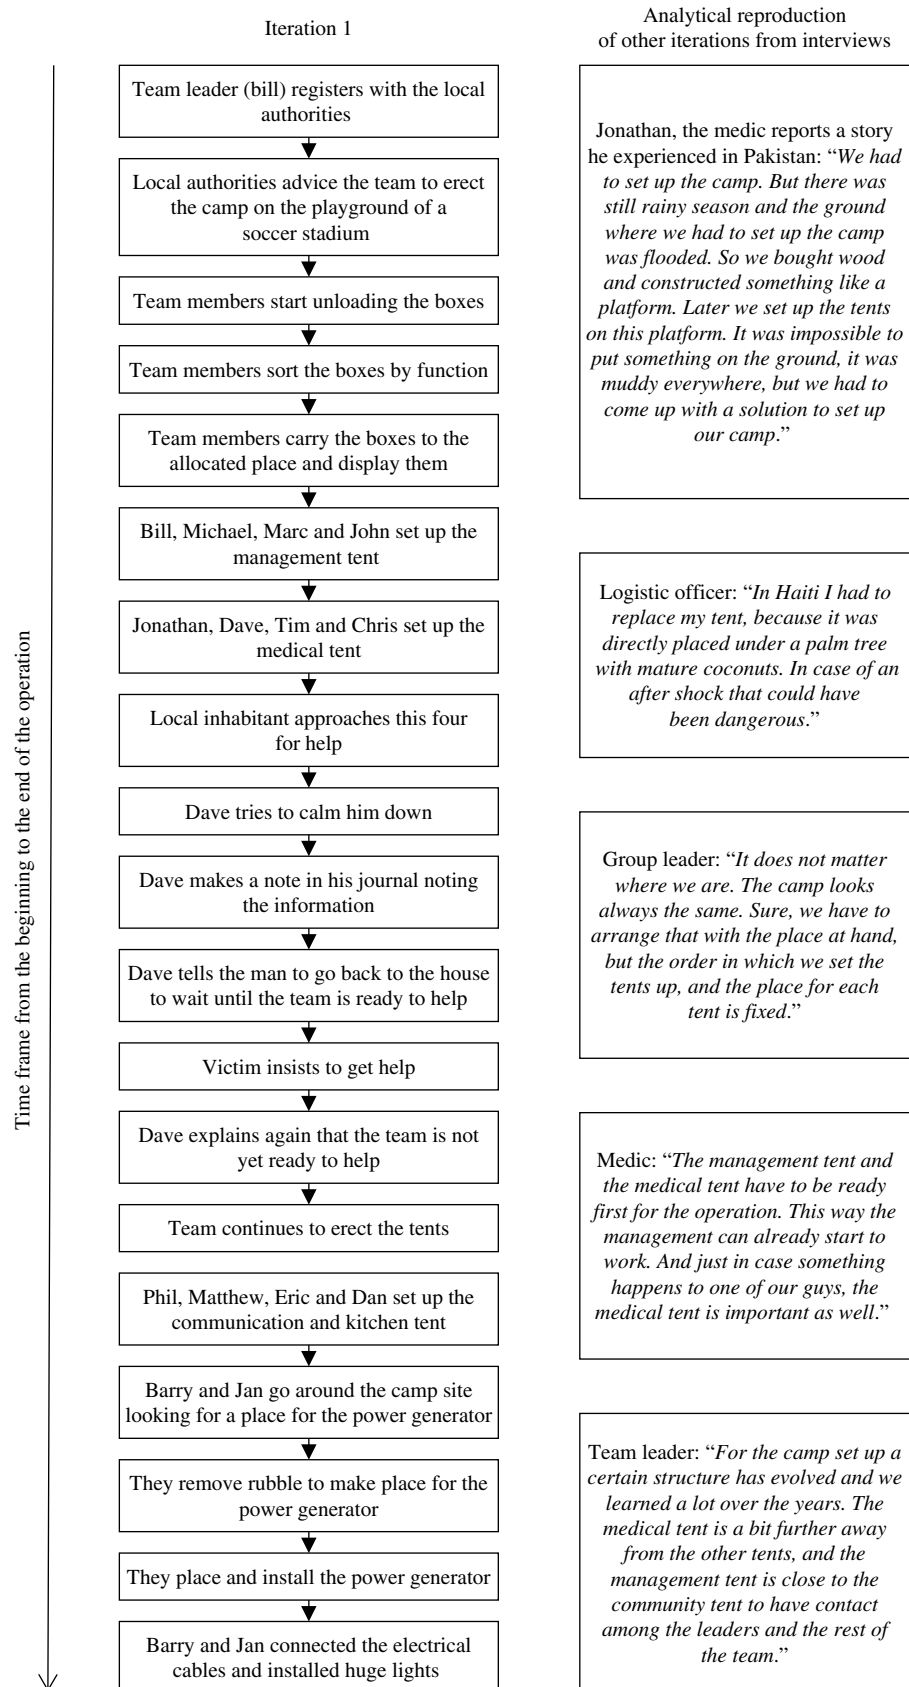 Iteration 1
Team leader (bill) registers with the local
authorities
Local authorities advice the team to erect
the camp on the playground of a
soccer stadium
Team members start unloading the boxes
Team members sort the boxes by function
Team members carry the boxes to the
allocated place and display them
Bill, Michael, Marc and John set up the
management tent
Jonathan, Dave, Tim and Chris set up the
medical tent
Local inhabitant approaches this four
for help
Dave tries to calm him down
Dave makes a note in his journal noting
the information
Dave tells the man to go back to the house
to wait until the team is ready to help
Victim insists to get help
Dave explains again that the team is not
yet ready to help
Team continues to erect the tents
Phil, Matthew, Eric and Dan set up the
communication and kitchen tent
Barry and Jan go around the camp site
looking for a place for the power generator
They remove rubble to make place for the
power generator
They place and install the power generator
Barry and Jan connected the electrical
cables and installed huge lights
Time frame from the beginning to the end of the operation
Analytical reproduction
of other iterations from interviews
Jonathan, the medic reports a story
he experienced in Pakistan: “We had
to set up the camp. But there was
still rainy season and the ground
where we had to set up the camp
was flooded. So we bought wood
and constructed something like a
platform. Later we set up the tents
on this platform. It was impossible to
put something on the ground, it was
muddy everywhere, but we had to
come up with a solution to set up
our camp.”
Logistic officer: “In Haiti I had to
replace my tent, because it was
directly placed under a palm tree
with mature coconuts. In case of an
after shock that could have
been dangerous.”
Group leader: “It does not matter
where we are. The camp looks
always the same. Sure, we have to
arrange that with the place at hand,
but the order in which we set the
tents up, and the place for each
tent is fixed.”
Medic: “The management tent and
the medical tent have to be ready
first for the operation. This way the
management can already start to
work. And just in case something
happens to one of our guys, the
medical tent is important as well.”
Team leader: “For the camp set up a
certain structure has evolved and we
learned a lot over the years. The
medical tent is a bit further away
from the other tents, and the
management tent is close to the
community tent to have contact
among the leaders and the rest of
the team.”